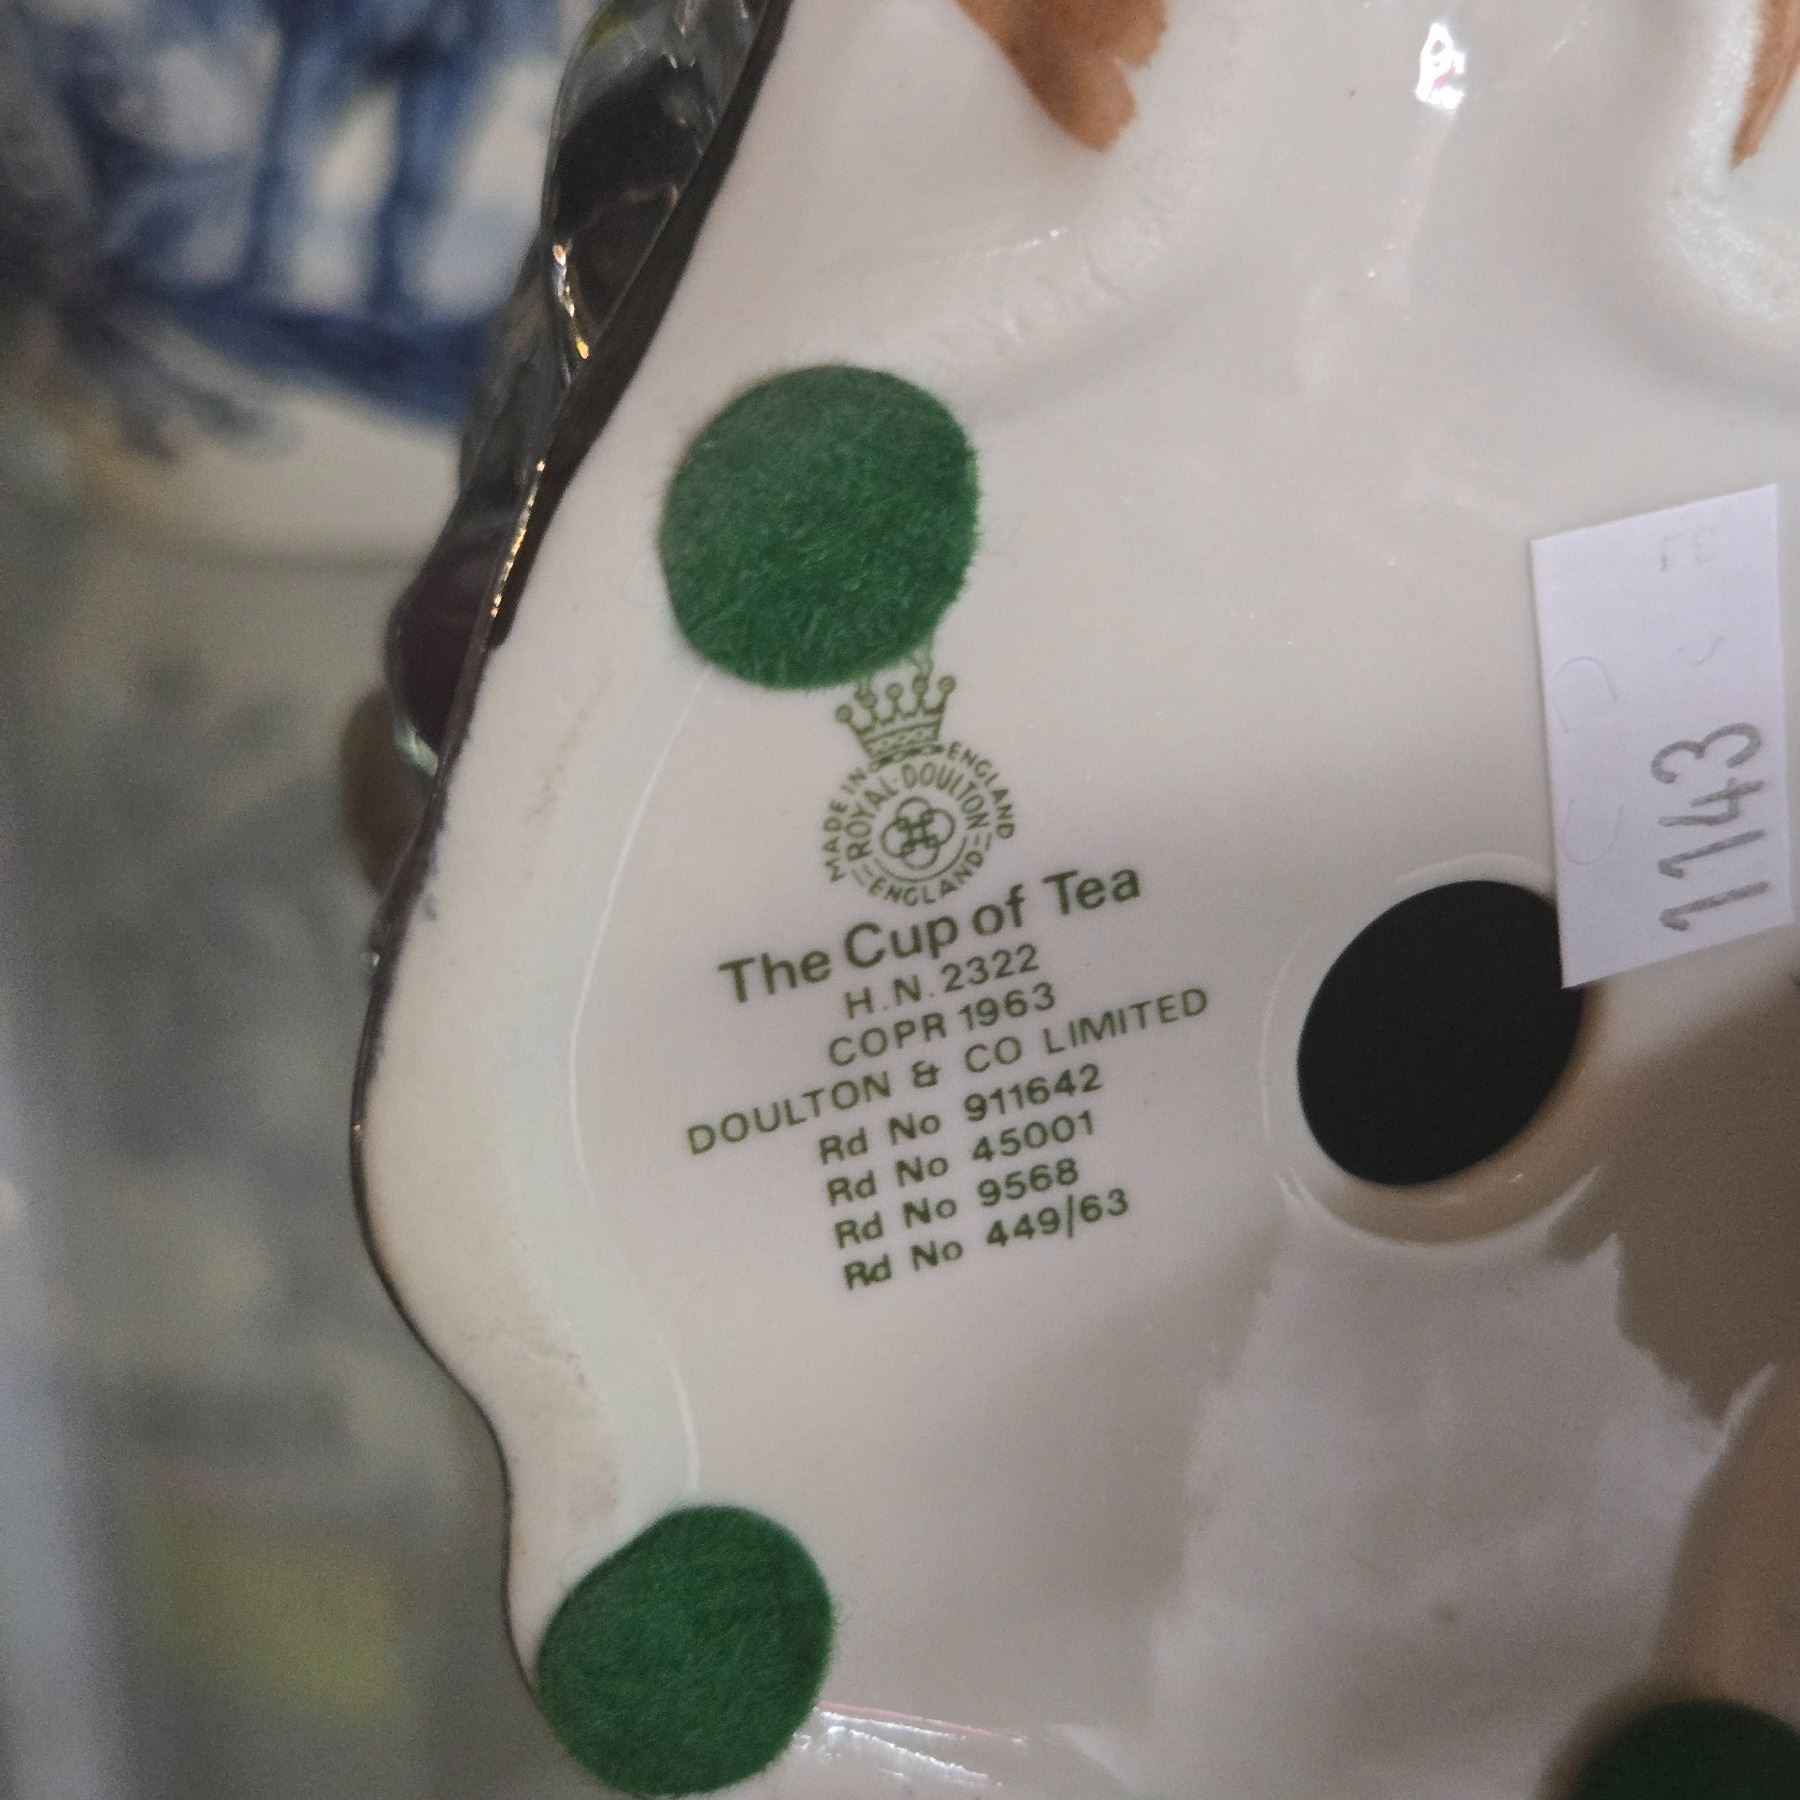 MADE IN ENGLAND
ROYAL·DOULTON
ENGLAND
The Cup of Tea
H.N. 2322
COPR 1963
DOULTON & CO LIMITED
Rd No 911642
Rd No 45001
Rd No 9568
Rd No 449/63
1143